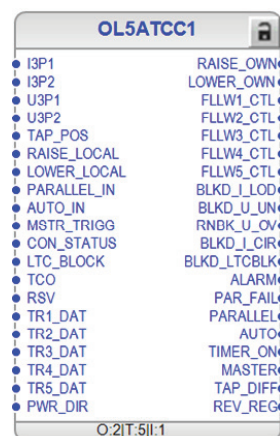 OL5ATCC1
I3P1 RAISE_OWN
I3P2 LOWER_OWN
U3P1 FLLW1_CTL
U3P2 FLLW2_CTL
TAP_POS FLLW3_CTL
RAISE_LOCAL FLLW4_CTL
LOWER_LOCAL FLLW5_CTL
PARALLEL_IN BLKD_I_LOD
AUTO_IN BLKD_U_UN
MSTR_TRIGG RNBK_U_OV
CON_STATUS BLKD_I_CIR
LTC_BLOCK BLKD_LTCBLK
TCO ALARM
RSV PAR_FAIL
TR1_DAT PARALLEL
TR2_DAT AUTO
TR3_DAT TIMER_ON
TR4_DAT MASTER
TR5_DAT TAP_DIFF
PWR_DIR REV_REG
O:2|T:5|I:1